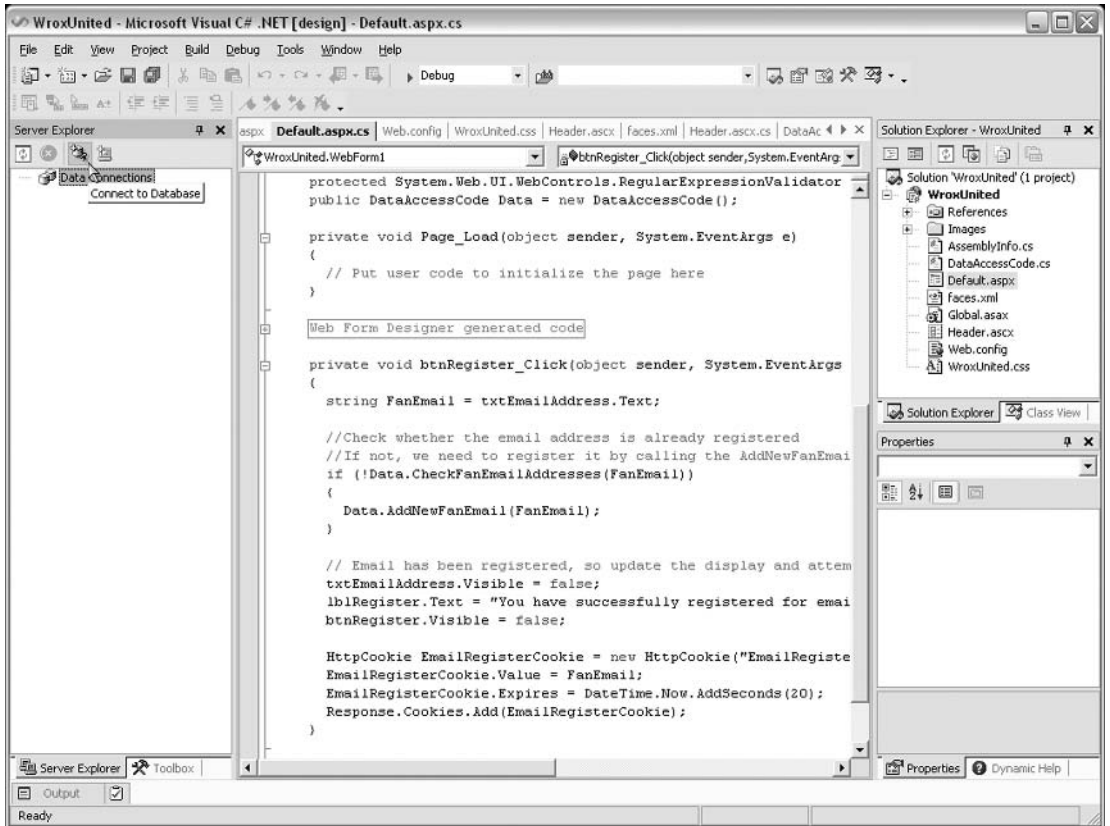 WroxUnited - Microsoft Visual C# .NET [design] - Default.aspx.cs
File Edit View Project Build Debug Tools Window Help
Debug
Server Explorer
Data Connections
Connect to Database
Server Explorer Toolbox
aspx Default.aspx.cs Web.config WroxUnited.css Header.ascx faces.xml Header.ascx.cs DataAc
WroxUnited.WebForm1 btnRegister_Click(object sender,System.EventArg:
protected System.Web.UI.WebControls.RegularExpressionValidator
public DataAccessCode Data = new DataAccessCode();
private void Page_Load(object sender, System.EventArgs e)
{
// Put user code to initialize the page here
}
Web Form Designer generated code
private void btnRegister_Click(object sender, System.EventArgs
{
string FanEmail = txtEmailAddress.Text;
//Check whether the email address is already registered
//If not, we need to register it by calling the AddNewFanEmai
if (!Data.CheckFanEmailAddresses(FanEmail))
{
Data.AddNewFanEmail(FanEmail);
}
// Email has been registered, so update the display and attem
txtEmailAddress.Visible = false;
lblRegister.Text = "You have successfully registered for emai
btnRegister.Visible = false;
HttpCookie EmailRegisterCookie = new HttpCookie("EmailRegiste
EmailRegisterCookie.Value = FanEmail;
EmailRegisterCookie.Expires = DateTime.Now.AddSeconds(20);
Response.Cookies.Add(EmailRegisterCookie);
}
Solution Explorer - WroxUnited
Solution 'WroxUnited' (1 project)
WroxUnited
References
Images
AssemblyInfo.cs
DataAccessCode.cs
Default.aspx
faces.xml
Global.asax
Header.ascx
Web.config
WroxUnited.css
Solution Explorer Class View
Properties
Properties Dynamic Help
Output
Ready